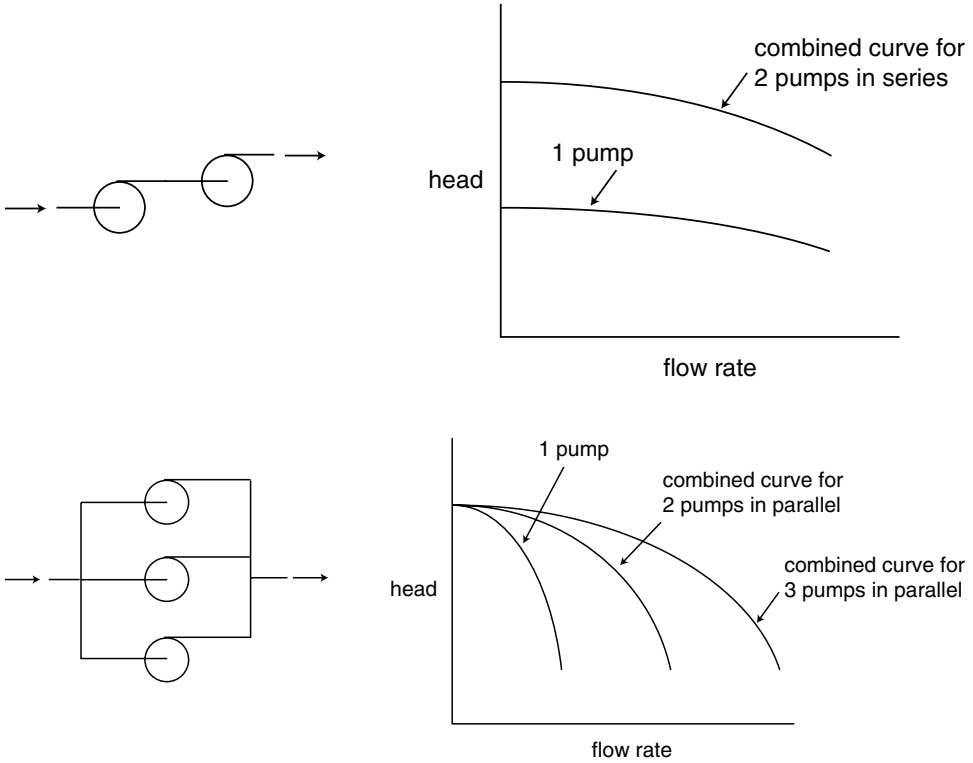 combined curve for
2 pumps in series
1 pump
head
flow rate
1 pump
combined curve for
2 pumps in parallel
combined curve for
3 pumps in parallel
head
flow rate